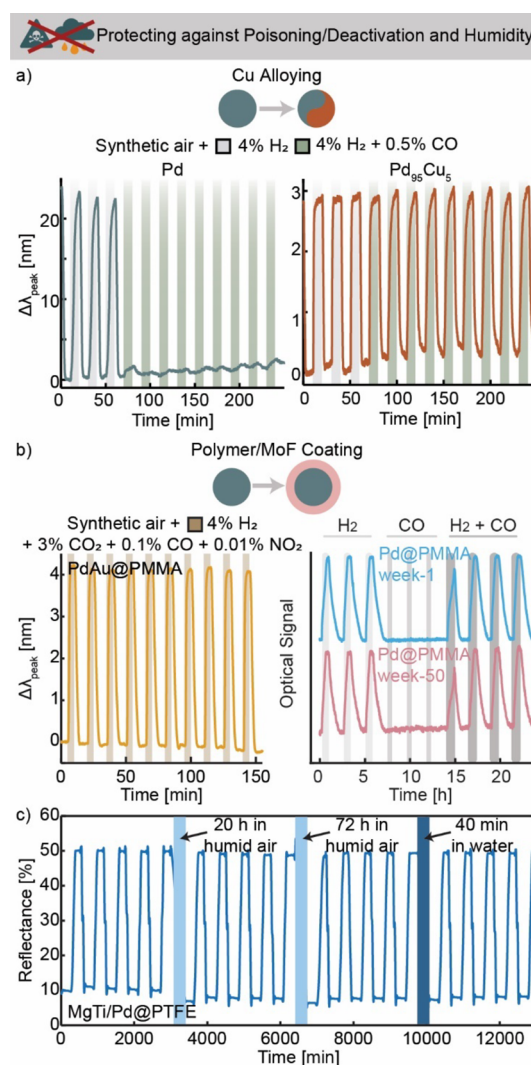 Protecting against Poisoning/Deactivation and Humidity
a)
Cu Alloying
Synthetic air + 4% H₂ 4% H₂ + 0.5% CO
Pd
Pd₉₅Cu₅
Δλpeak [nm]
20
10
0
0 50 100 150 200
Time [min]
3
2
1
0
0 50 100 150 200
Time [min]
b)
Polymer/MoF Coating
Synthetic air + 4% H₂
+ 3% CO₂ + 0.1% CO + 0.01% NO₂
PdAu@PMMA
Δλpeak [nm]
4
3
2
1
0
0 50 100 150
Time [min]
H₂ CO H₂ + CO
Pd@PMMA
week-1
Pd@PMMA
week-50
Optical Signal
0 5 10 15 20
Time [h]
c)
20 h in
humid air
72 h in
humid air
40 min
in water
Reflectance [%]
60
50
40
30
20
10
0
MgTi/Pd@PTFE
0 2000 4000 6000 8000 10000 12000
Time [min]